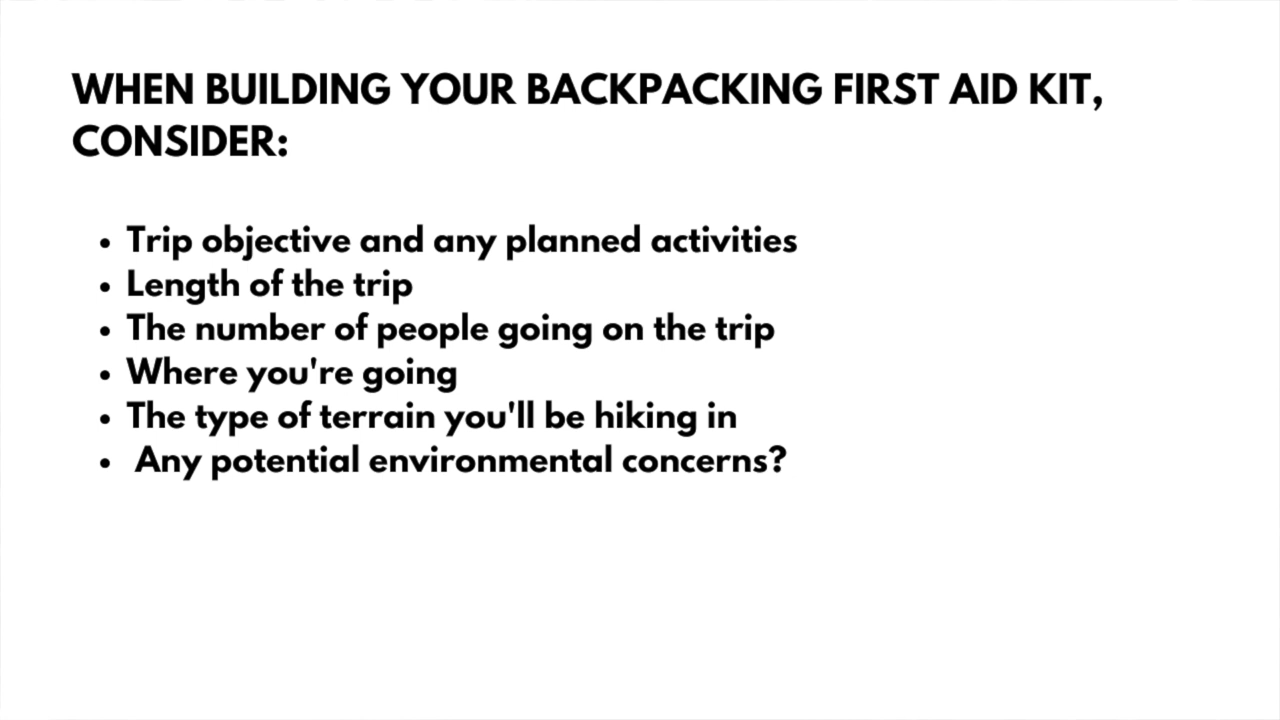 WHEN BUILDING YOUR BACKPACKING FIRST AID KIT,
CONSIDER:
• Trip objective and any planned activities
• Length of the trip
• The number of people going on the trip
• Where you're going
• The type of terrain you'll be hiking in
• Any potential environmental concerns?